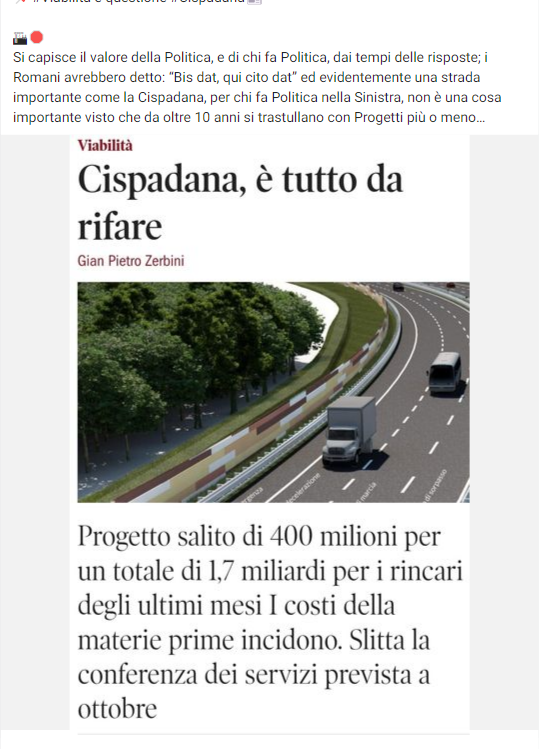 #Viabilità e questione #Cispadana
Si capisce il valore della Politica, e di chi fa Politica, dai tempi delle risposte; i
Romani avrebbero detto: “Bis dat, qui cito dat” ed evidentemente una strada
importante come la Cispadana, per chi fa Politica nella Sinistra, non è una cosa
importante visto che da oltre 10 anni si trastullano con Progetti più o meno...
Viabilità
Cispadana, è tutto da
rifare
Gian Pietro Zerbini
decelerazione
marcia
di sorpasso
Progetto salito di 400 milioni per
un totale di 1,7 miliardi per i rincari
degli ultimi mesi I costi della
materie prime incidono. Slitta la
conferenza dei servizi prevista a
ottobre